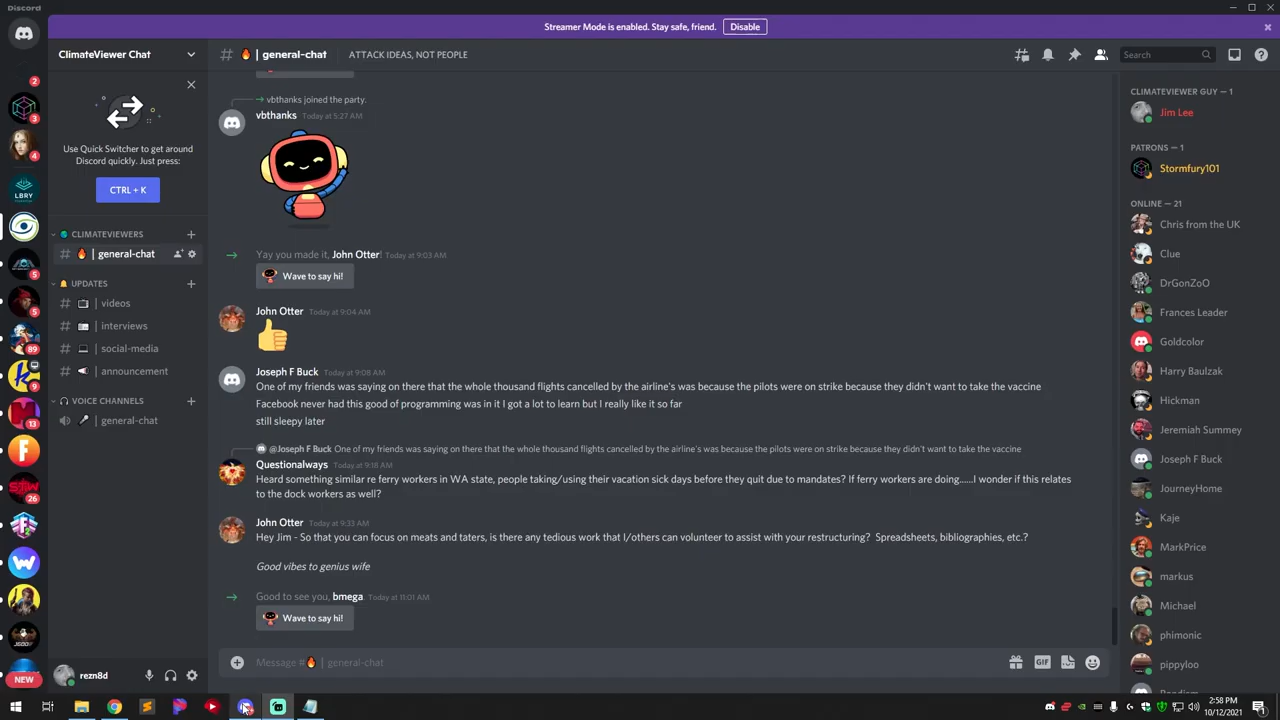 Discord
Streamer Mode is enabled. Stay safe, friend.
Disable
ClimateViewer Chat
general-chat
ATTACK IDEAS, NOT PEOPLE
Search
Use Quick Switcher to get around
Discord quickly. Just press:
CTRL + K
CLIMATEVIEWERS
# | general-chat
UPDATES
# | videos
# | interviews
# | social-media
# | announcement
VOICE CHANNELS
| general-chat
rezn8d
2
3
4
LBRY
5
5
89
9
13
26
NEW
vbthanks joined the party.
vbthanks Today at 5:27 AM
Yay you made it, John Otter! Today at 9:03 AM
Wave to say hi!
John Otter Today at 9:04 AM
Joseph F Buck Today at 9:08 AM
One of my friends was saying on there that the whole thousand flights cancelled by the airline's was because the pilots were on strike because they didn't want to take the vaccine
Facebook never had this good of programming was in it I got a lot to learn but I really like it so far
still sleepy later
@Joseph F Buck One of my friends was saying on there that the whole thousand flights cancelled by the airline's was because the pilots were on strike because they didn't want to take the vaccine
Questionalways Today at 9:18 AM
Heard something similar re ferry workers in WA state, people taking/using their vacation sick days before they quit due to mandates? If ferry workers are doing......I wonder if this relates
to the dock workers as well?
John Otter Today at 9:33 AM
Hey Jim - So that you can focus on meats and taters, is there any tedious work that I/others can volunteer to assist with your restructuring? Spreadsheets, bibliographies, etc.?
Good vibes to genius wife
Good to see you, bmega. Today at 11:01 AM
Wave to say hi!
Message # | general-chat
GIF
CLIMATEVIEWER GUY — 1
Jim Lee
PATRONS — 1
Stormfury101
ONLINE — 21
Chris from the UK
Clue
DrGonZoO
Frances Leader
Goldcolor
Harry Baulzak
Hickman
Jeremiah Summey
Joseph F Buck
JourneyHome
Kaje
MarkPrice
markus
Michael
phimonic
pippyloo
2:58 PM
10/12/2021